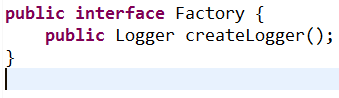 public interface Factory {
    public Logger createLogger();
}